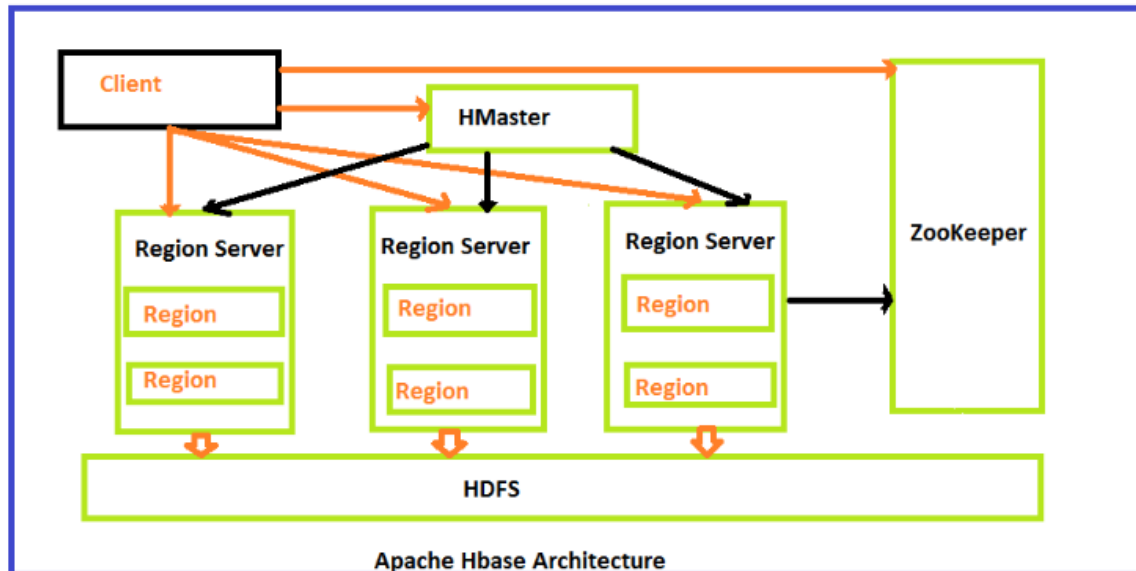 Client
HMaster
ZooKeeper
Region Server
Region
Region
Region Server
Region
Region
Region Server
Region
Region
HDFS
Apache Hbase Architecture